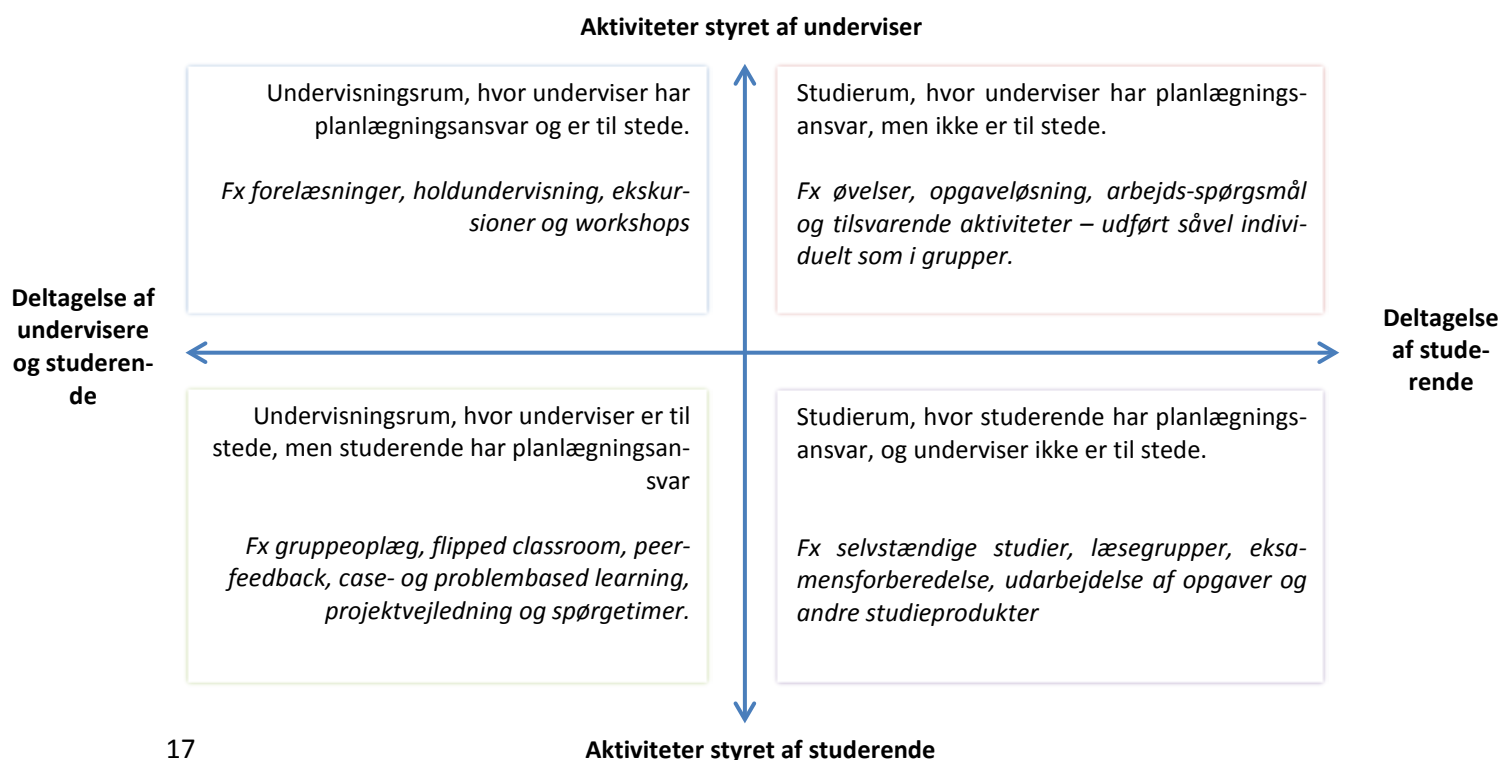 Aktiviteter styret af underviser
Undervisningsrum, hvor underviser har
planlægningsansvar og er til stede.
Fx forelæsninger, holdundervisning, ekskur-
sioner og workshops
Studierum, hvor underviser har planlægnings-
ansvar, men ikke er til stede.
Fx øvelser, opgaveløsning, arbejds-spørgsmål
og tilsvarende aktiviteter – udført såvel indivi-
duelt som i grupper.
Deltagelse af
undervisere
og studeren-
de
Deltagelse
af stude-
rende
Undervisningsrum, hvor underviser er til
stede, men studerende har planlægningsan-
svar
Fx gruppeoplæg, flipped classroom, peer-
feedback, case- og problembased learning,
projektvejledning og spørgetimer.
Studierum, hvor studerende har planlægnings-
ansvar, og underviser ikke er til stede.
Fx selvstændige studier, læsegrupper, eksa-
mensforberedelse, udarbejdelse af opgaver og
andre studieprodukter
17
Aktiviteter styret af studerende